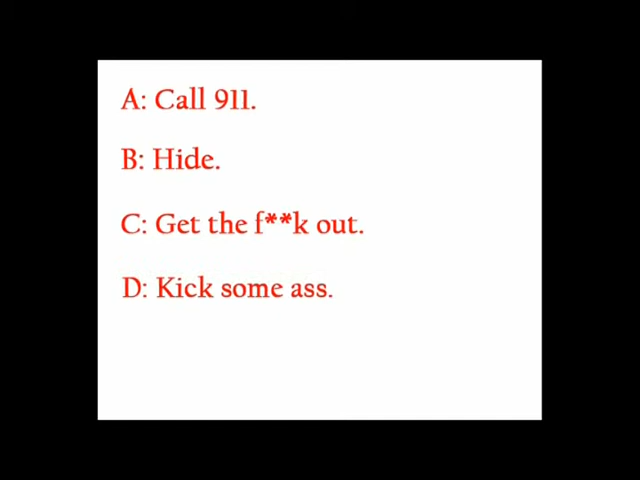 A: Call 911.
B: Hide.
C: Get the f**k out.
D: Kick some ass.